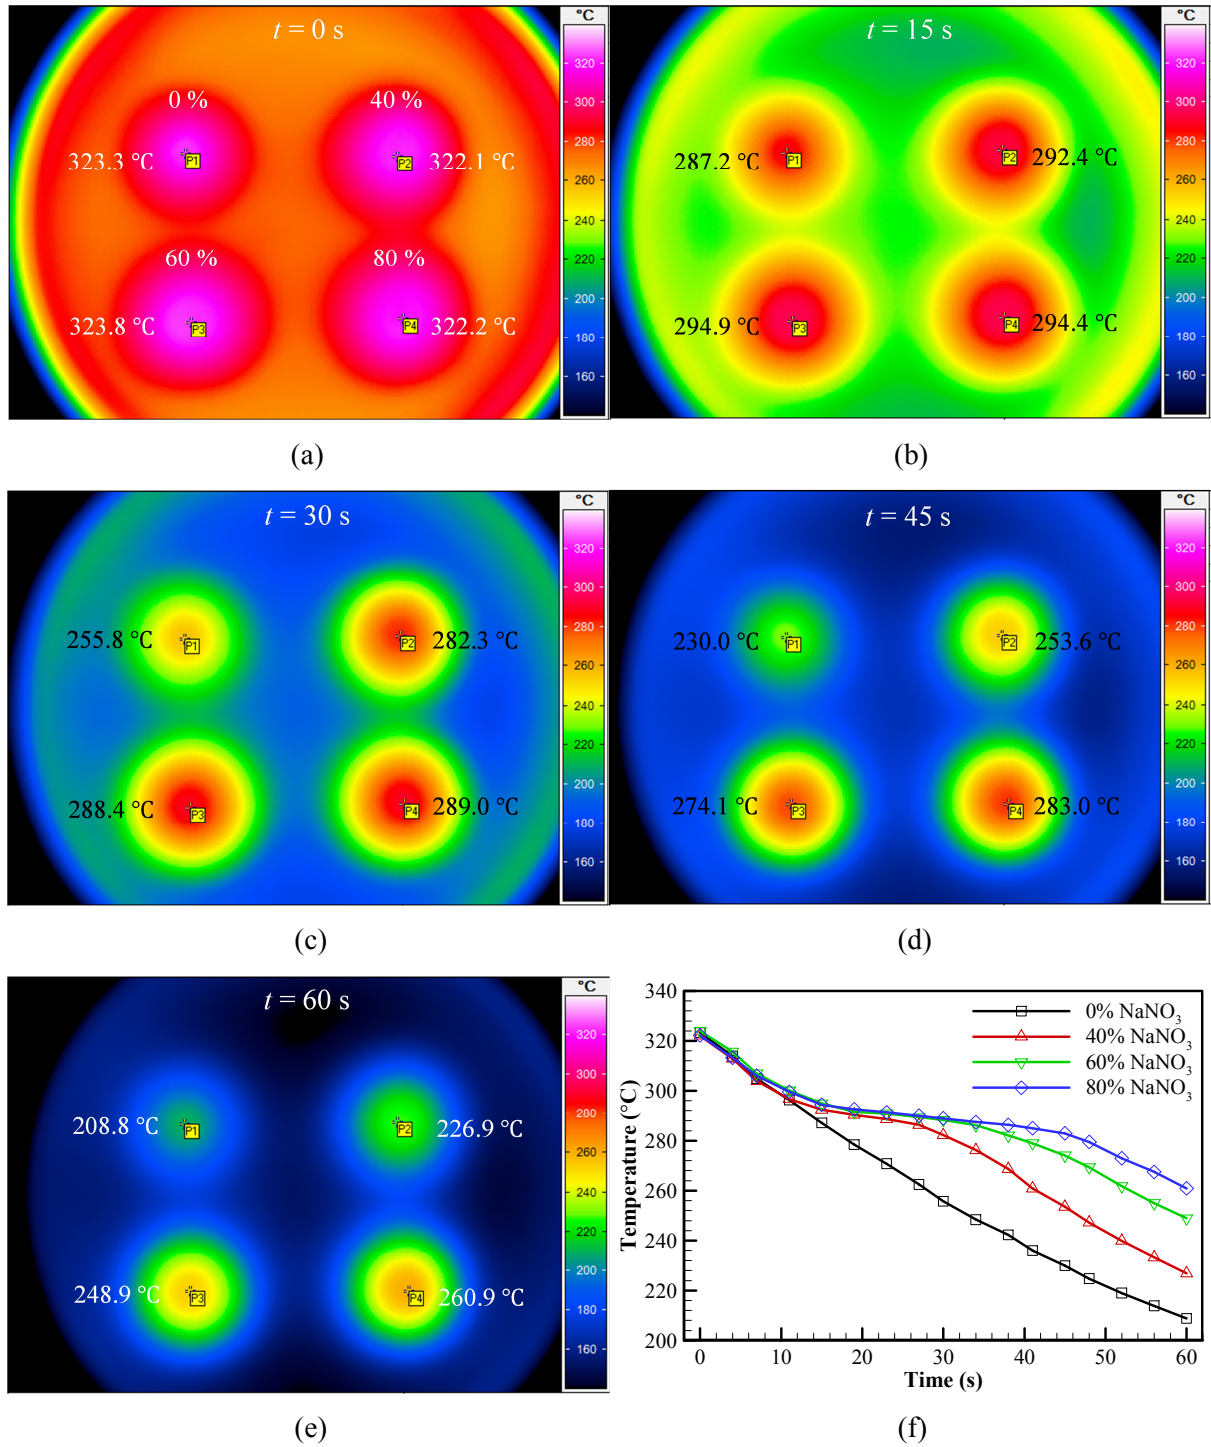 t = 0 s
°C
0 %
40 %
323.3 °C
P1
P2
322.1 °C
60 %
80 %
323.8 °C
P3
P4
322.2 °C
320
300
280
260
240
220
200
180
160
(a)
t = 15 s
°C
287.2 °C
P1
P2
292.4 °C
294.9 °C
P3
P4
294.4 °C
320
300
280
260
240
220
200
180
160
(b)
t = 30 s
°C
255.8 °C
P1
P2
282.3 °C
288.4 °C
P3
P4
289.0 °C
320
300
280
260
240
220
200
180
160
(c)
t = 45 s
°C
230.0 °C
P1
P2
253.6 °C
274.1 °C
P3
P4
283.0 °C
320
300
280
260
240
220
200
180
160
(d)
t = 60 s
°C
208.8 °C
P1
P2
226.9 °C
248.9 °C
P3
P4
260.9 °C
320
300
280
260
240
220
200
180
160
(e)
340
320
300
280
260
240
220
200
Temperature (°C)
0% NaNO₃
40% NaNO₃
60% NaNO₃
80% NaNO₃
0 10 20 30 40 50 60
Time (s)
(f)